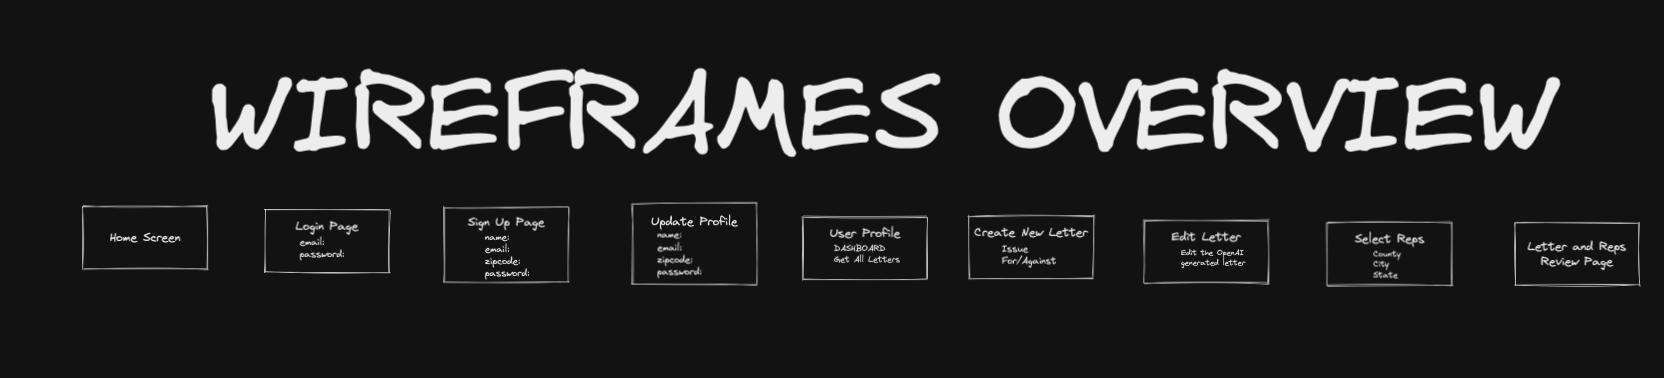 WIREFRAMES OVERVIEW
Home Screen
Login Page
email:
password:
Sign Up Page
name:
email:
zipcode:
password:
Update Profile
name:
email:
zipcode:
password:
User Profile
DASHBOARD
Get All Letters
Create New Letter
Issue
For/Against
Edit Letter
Edit the OpenAI
generated letter
Select Reps
County
City
State
Letter and Reps
Review Page